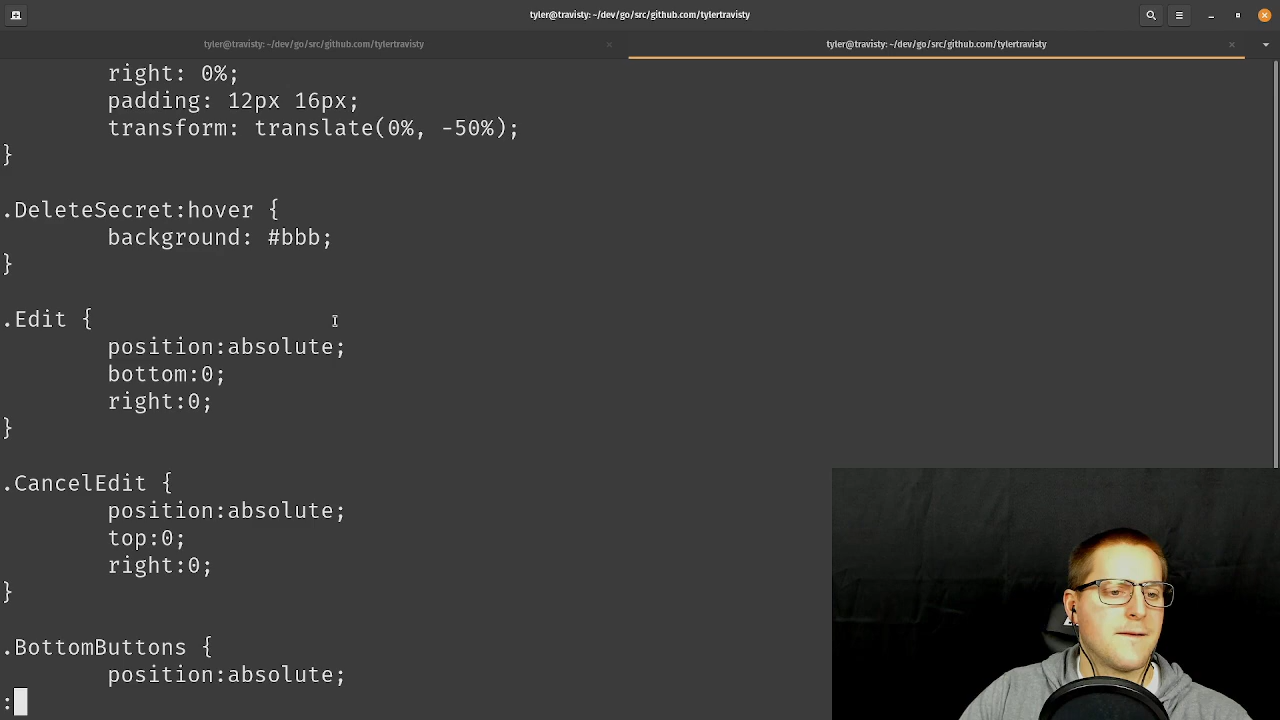 tyler@travisty: ~/dev/go/src/github.com/tylertravisty
tyler@travisty: ~/dev/go/src/github.com/tylertravisty
tyler@travisty: ~/dev/go/src/github.com/tylertravisty
right: 0%;
padding: 12px 16px;
transform: translate(0%, -50%);
}
.DeleteSecret:hover {
background: #bbb;
}
.Edit {
position:absolute;
bottom:0;
right:0;
}
.CancelEdit {
position:absolute;
top:0;
right:0;
}
.BottomButtons {
position:absolute;
: